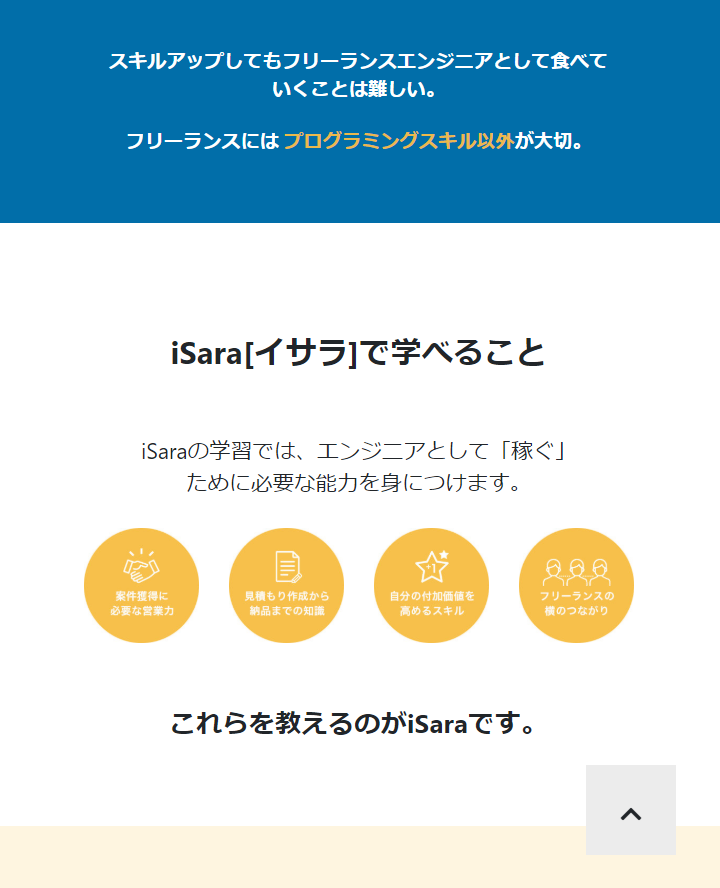 スキルアップしてもフリーランスエンジニアとして食べて
いくことは難しい。
フリーランスには プログラミングスキル以外が大切。
iSara[イサラ]で学べること
iSaraの学習では、エンジニアとして「稼ぐ」
ために必要な能力を身につけます。
案件獲得に
必要な営業力
見積もり作成から
納品までの知識
+1
自分の付加価値を
高めるスキル
フリーランスの
横のつながり
これらを教えるのがiSaraです。